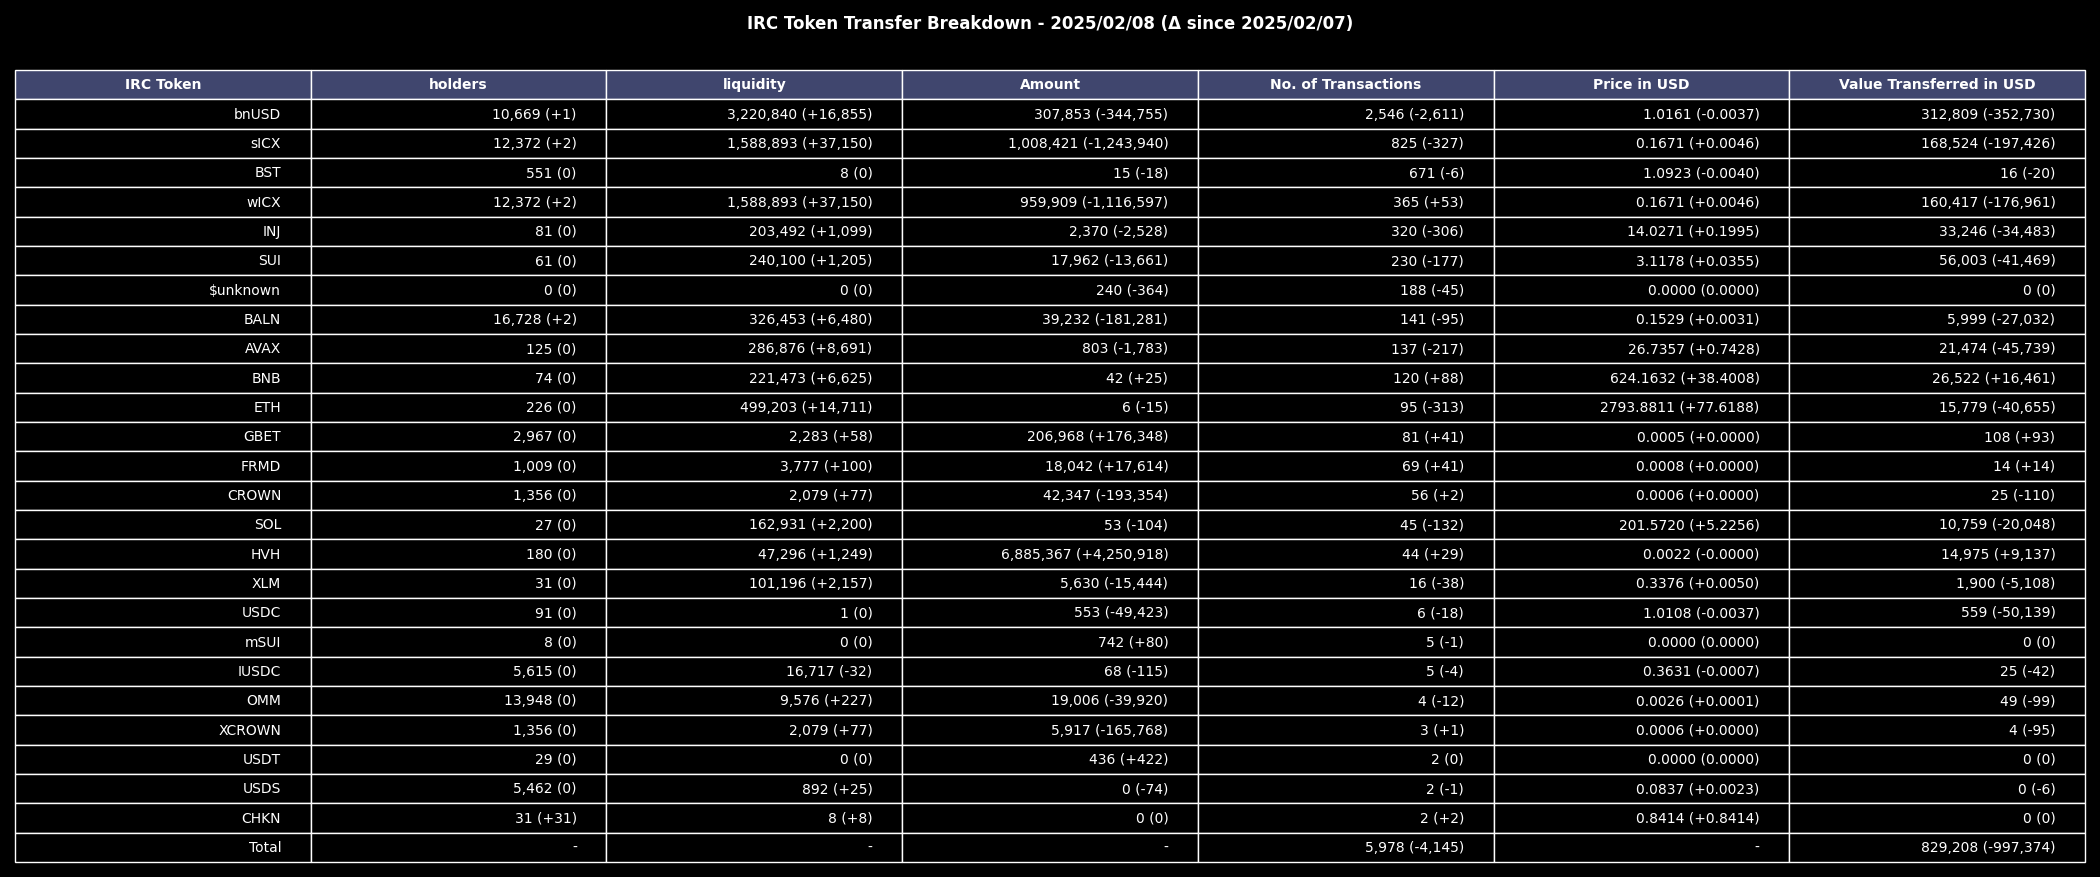 IRC Token Transfer Breakdown - 2025/02/08 (Δ since 2025/02/07)
IRC Token holders liquidity Amount No. of Transactions Price in USD Value Transferred in USD
bnUSD 10,669 (+1) 3,220,840 (+16,855) 307,853 (-344,755) 2,546 (-2,611) 1.0161 (-0.0037) 312,809 (-352,730)
sICX 12,372 (+2) 1,588,893 (+37,150) 1,008,421 (-1,243,940) 825 (-327) 0.1671 (+0.0046) 168,524 (-197,426)
BST 551 (0) 8 (0) 15 (-18) 671 (-6) 1.0923 (-0.0040) 16 (-20)
wICX 12,372 (+2) 1,588,893 (+37,150) 959,909 (-1,116,597) 365 (+53) 0.1671 (+0.0046) 160,417 (-176,961)
INJ 81 (0) 203,492 (+1,099) 2,370 (-2,528) 320 (-306) 14.0271 (+0.1995) 33,246 (-34,483)
SUI 61 (0) 240,100 (+1,205) 17,962 (-13,661) 230 (-177) 3.1178 (+0.0355) 56,003 (-41,469)
$unknown 0 (0) 0 (0) 240 (-364) 188 (-45) 0.0000 (0.0000) 0 (0)
BALN 16,728 (+2) 326,453 (+6,480) 39,232 (-181,281) 141 (-95) 0.1529 (+0.0031) 5,999 (-27,032)
AVAX 125 (0) 286,876 (+8,691) 803 (-1,783) 137 (-217) 26.7357 (+0.7428) 21,474 (-45,739)
BNB 74 (0) 221,473 (+6,625) 42 (+25) 120 (+88) 624.1632 (+38.4008) 26,522 (+16,461)
ETH 226 (0) 499,203 (+14,711) 6 (-15) 95 (-313) 2793.8811 (+77.6188) 15,779 (-40,655)
GBET 2,967 (0) 2,283 (+58) 206,968 (+176,348) 81 (+41) 0.0005 (+0.0000) 108 (+93)
FRMD 1,009 (0) 3,777 (+100) 18,042 (+17,614) 69 (+41) 0.0008 (+0.0000) 14 (+14)
CROWN 1,356 (0) 2,079 (+77) 42,347 (-193,354) 56 (+2) 0.0006 (+0.0000) 25 (-110)
SOL 27 (0) 162,931 (+2,200) 53 (-104) 45 (-132) 201.5720 (+5.2256) 10,759 (-20,048)
HVH 180 (0) 47,296 (+1,249) 6,885,367 (+4,250,918) 44 (+29) 0.0022 (-0.0000) 14,975 (+9,137)
XLM 31 (0) 101,196 (+2,157) 5,630 (-15,444) 16 (-38) 0.3376 (+0.0050) 1,900 (-5,108)
USDC 91 (0) 1 (0) 553 (-49,423) 6 (-18) 1.0108 (-0.0037) 559 (-50,139)
mSUI 8 (0) 0 (0) 742 (+80) 5 (-1) 0.0000 (0.0000) 0 (0)
IUSDC 5,615 (0) 16,717 (-32) 68 (-115) 5 (-4) 0.3631 (-0.0007) 25 (-42)
OMM 13,948 (0) 9,576 (+227) 19,006 (-39,920) 4 (-12) 0.0026 (+0.0001) 49 (-99)
XCROWN 1,356 (0) 2,079 (+77) 5,917 (-165,768) 3 (+1) 0.0006 (+0.0000) 4 (-95)
USDT 29 (0) 0 (0) 436 (+422) 2 (0) 0.0000 (0.0000) 0 (0)
USDS 5,462 (0) 892 (+25) 0 (-74) 2 (-1) 0.0837 (+0.0023) 0 (-6)
CHKN 31 (+31) 8 (+8) 0 (0) 2 (+2) 0.8414 (+0.8414) 0 (0)
Total - - - 5,978 (-4,145) - 829,208 (-997,374)